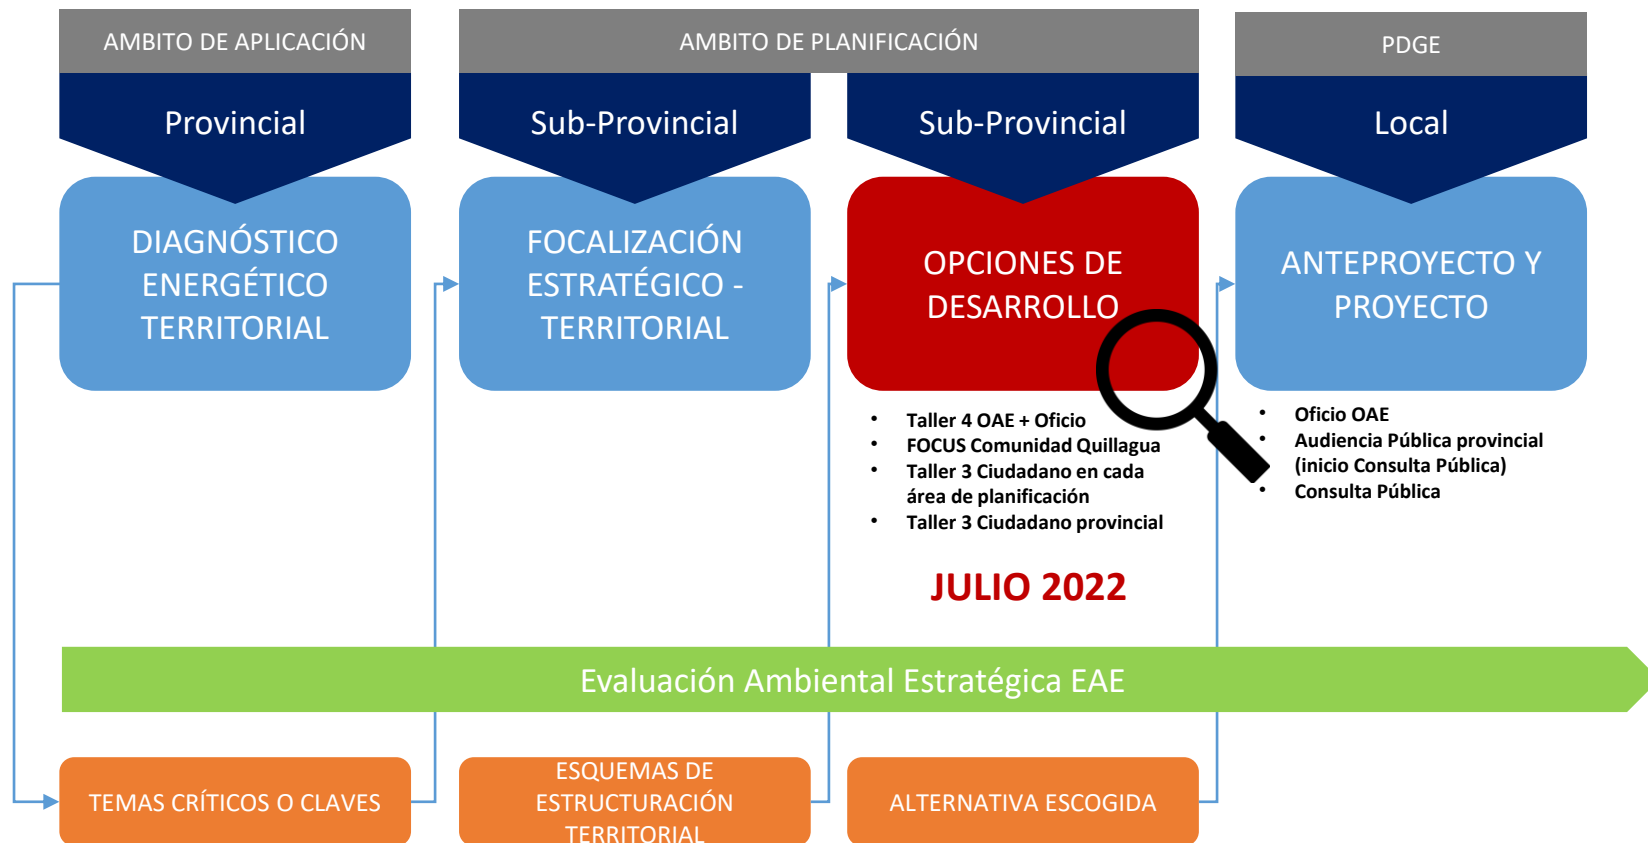 AMBITO DE APLICACIÓN
AMBITO DE PLANIFICACIÓN
PDGE
Provincial
Sub-Provincial
Sub-Provincial
Local
DIAGNÓSTICO
ENERGÉTICO
TERRITORIAL
FOCALIZACIÓN
ESTRATÉGICO -
TERRITORIAL
OPCIONES DE
DESARROLLO
ANTEPROYECTO Y
PROYECTO
• Taller 4 OAE + Oficio
• FOCUS Comunidad Quillagua
• Taller 3 Ciudadano en cada
área de planificación
• Taller 3 Ciudadano provincial
• Oficio OAE
• Audiencia Pública provincial
(inicio Consulta Pública)
• Consulta Pública
JULIO 2022
Evaluación Ambiental Estratégica EAE
TEMAS CRÍTICOS O CLAVES
ESQUEMAS DE
ESTRUCTURACIÓN
TERRITORIAL
ALTERNATIVA ESCOGIDA